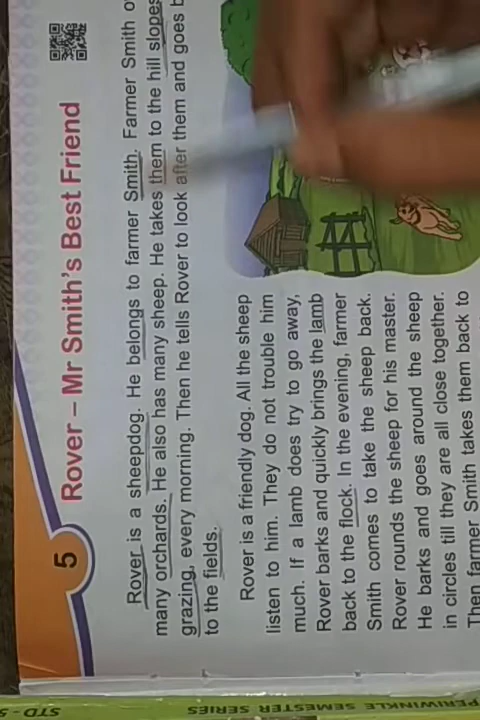 5
Rover – Mr Smith's Best Friend
Rover is a sheepdog. He belongs to farmer Smith. Farmer Smith
many orchards. He also has many sheep. He takes them to the hill slopes
grazing, every morning. Then he tells Rover to look after them and goes
to the fields.
Rover is a friendly dog. All the sheep
listen to him. They do not trouble him
much. If a lamb does try to go away,
Rover barks and quickly brings the lamb
back to the flock. In the evening, farmer
Smith comes to take the sheep back.
Rover rounds the sheep for his master.
He barks and goes around the sheep
in circles till they are all close together.
Then farmer Smith takes them back to
PERIWINKLE SEMESTER SERIES
STD - 5